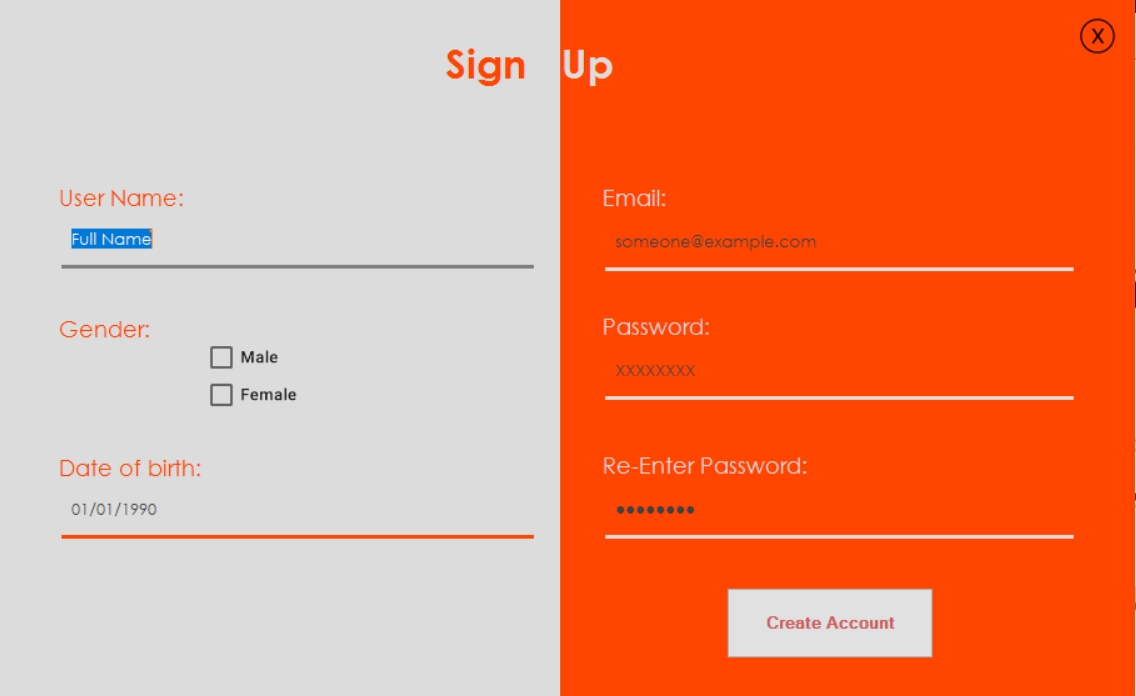 Sign Up
X
User Name:
Full Name
Gender:
Male
Female
Date of birth:
01/01/1990
Email:
someone@example.com
Password:
XXXXXXXX
Re-Enter Password:
••••••••
Create Account